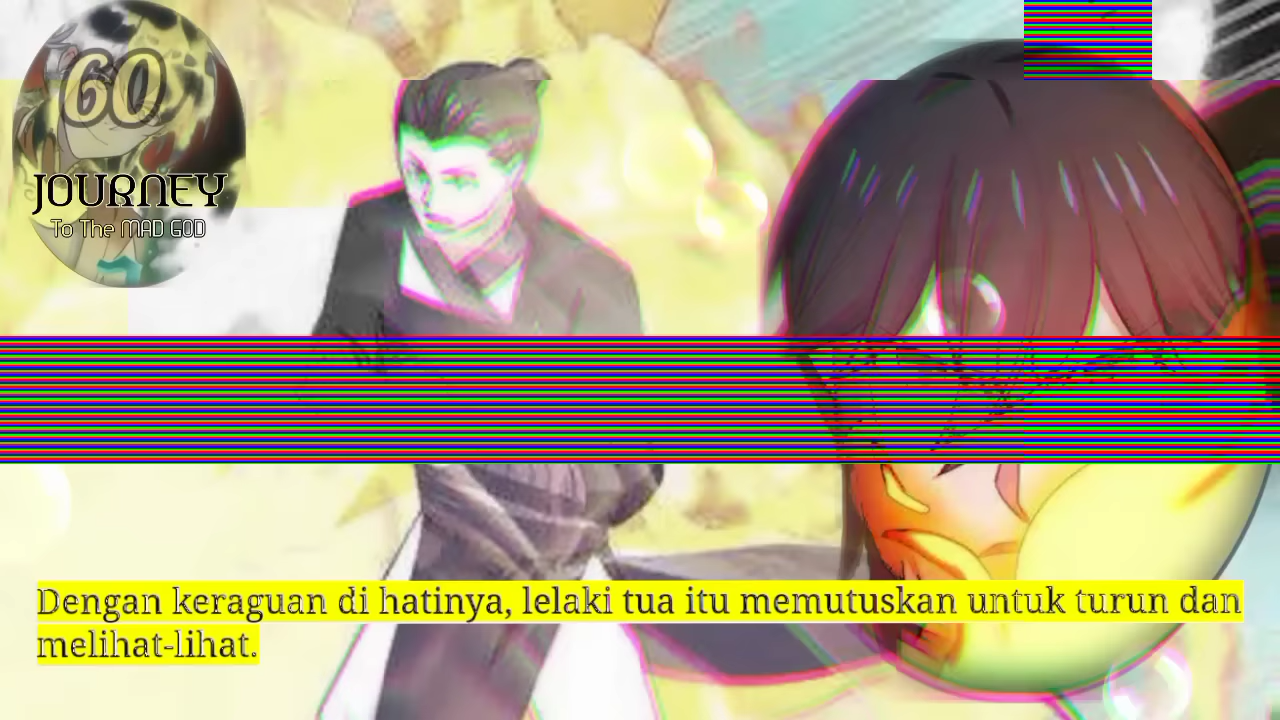 60
JOURNEY
To The MAD GOD
Dengan keraguan di hatinya, lelaki tua itu memutuskan untuk turun dan
melihat-lihat.